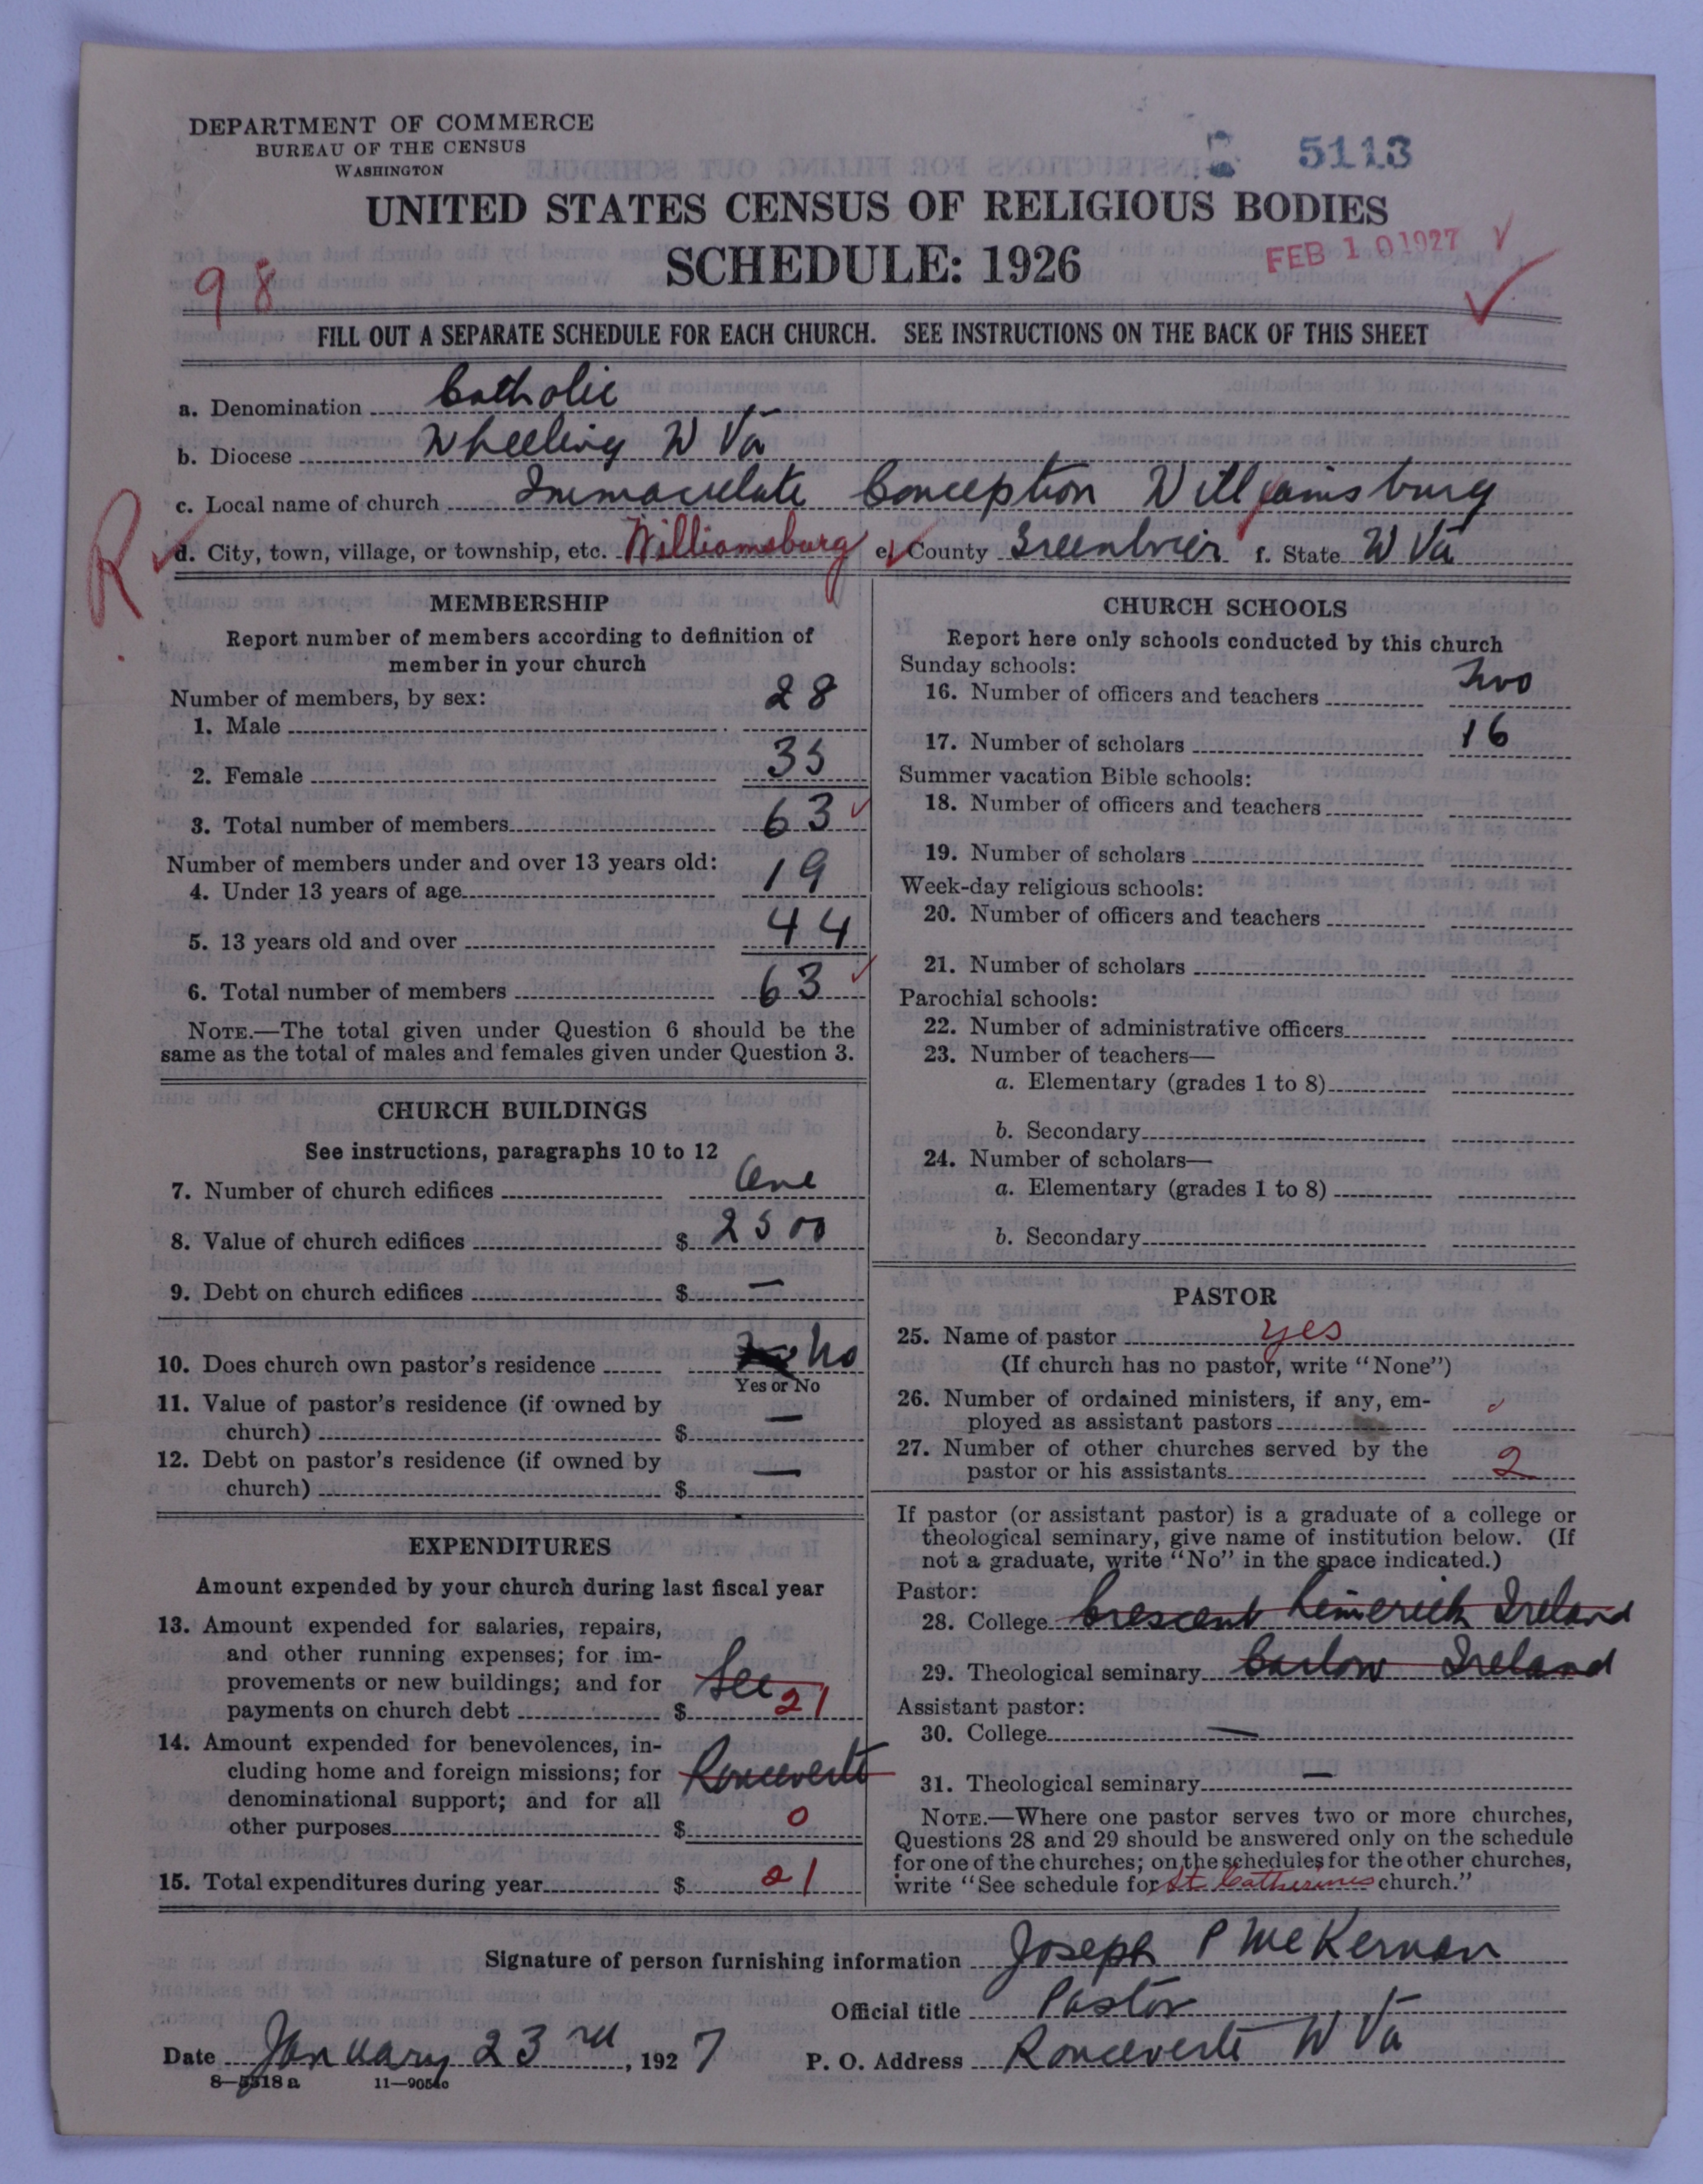 DEPARTMENT OF COMMERCE
BUREAU OF THE CENSUS
WASHINGTON
5113
UNITED STATES CENSUS OF RELIGIOUS BODIES
SCHEDULE: 1926
FEB 10 1927
98
FILL OUT A SEPARATE SCHEDULE FOR EACH CHURCH. SEE INSTRUCTIONS ON THE BACK OF THIS SHEET
a. Denomination Catholic
b. Diocese Wheeling W Va
c. Local name of church Immaculate Conception Williamsburg
R
d. City, town, village, or township, etc. Williamsburg e. County Greenbrier f. State W Va
MEMBERSHIP
Report number of members according to definition of
member in your church
Number of members, by sex:
1. Male 28
2. Female 35
3. Total number of members 63
Number of members under and over 13 years old:
4. Under 13 years of age 19
5. 13 years old and over 44
6. Total number of members 63
NOTE.—The total given under Question 6 should be the
same as the total of males and females given under Question 3.
CHURCH BUILDINGS
See instructions, paragraphs 10 to 12
7. Number of church edifices One
8. Value of church edifices $ 2500
9. Debt on church edifices $ —
10. Does church own pastor's residence No
Yes or No
11. Value of pastor's residence (if owned by
church) $ —
12. Debt on pastor's residence (if owned by
church) $ —
EXPENDITURES
Amount expended by your church during last fiscal year
13. Amount expended for salaries, repairs,
and other running expenses; for im-
provements or new buildings; and for See
payments on church debt $ 21
14. Amount expended for benevolences, in-
cluding home and foreign missions; for Ronceverte
denominational support; and for all
other purposes $ 0
15. Total expenditures during year $ 21
CHURCH SCHOOLS
Report here only schools conducted by this church
Sunday schools:
16. Number of officers and teachers Two
17. Number of scholars 16
Summer vacation Bible schools:
18. Number of officers and teachers
19. Number of scholars
Week-day religious schools:
20. Number of officers and teachers
21. Number of scholars
Parochial schools:
22. Number of administrative officers
23. Number of teachers—
a. Elementary (grades 1 to 8)
b. Secondary
24. Number of scholars—
a. Elementary (grades 1 to 8)
b. Secondary
PASTOR
25. Name of pastor yes
(If church has no pastor, write "None")
26. Number of ordained ministers, if any, em-
ployed as assistant pastors
27. Number of other churches served by the
pastor or his assistants 2
If pastor (or assistant pastor) is a graduate of a college or
theological seminary, give name of institution below. (If
not a graduate, write "No" in the space indicated.)
Pastor:
28. College Crescent Limerick Ireland
29. Theological seminary Carlow Ireland
Assistant pastor:
30. College —
31. Theological seminary —
NOTE.—Where one pastor serves two or more churches,
Questions 28 and 29 should be answered only on the schedule
for one of the churches; on the schedules for the other churches,
write "See schedule for St. Catherines church."
Signature of person furnishing information Joseph P McKernan
Official title Pastor
Date January 23rd, 1927 P. O. Address Ronceverte W Va
8—5518 a 11—90540